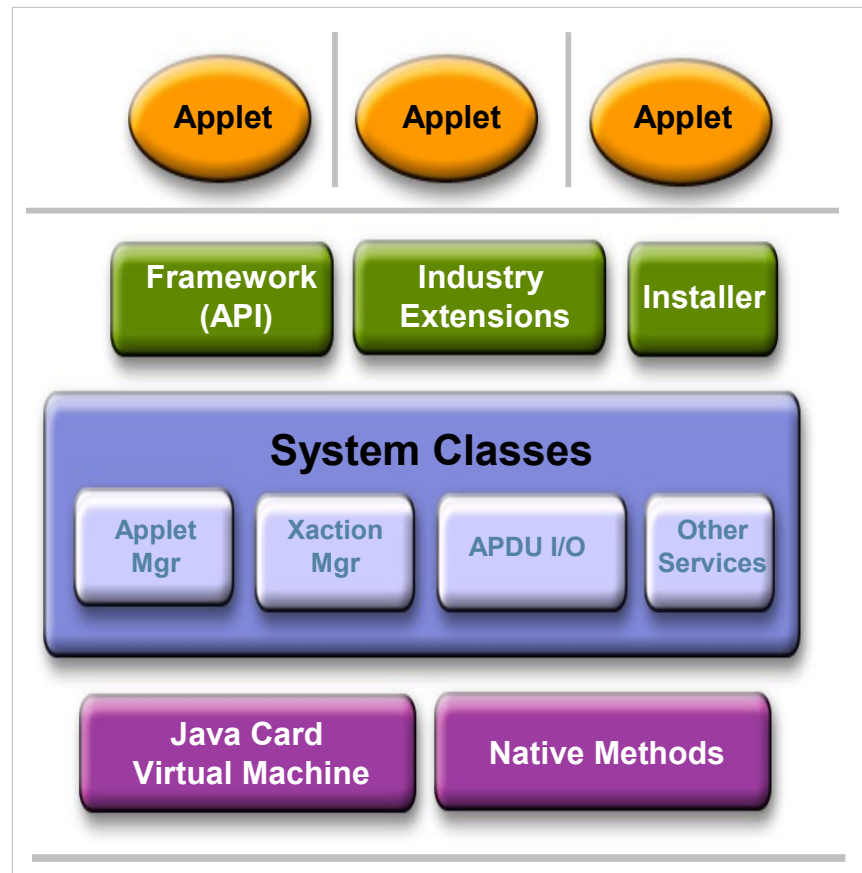 Applet
Applet
Applet
Framework
(API)
Industry
Extensions
Installer
System Classes
Applet
Mgr
Xaction
Mgr
APDU I/O
Other
Services
Java Card
Virtual Machine
Native Methods